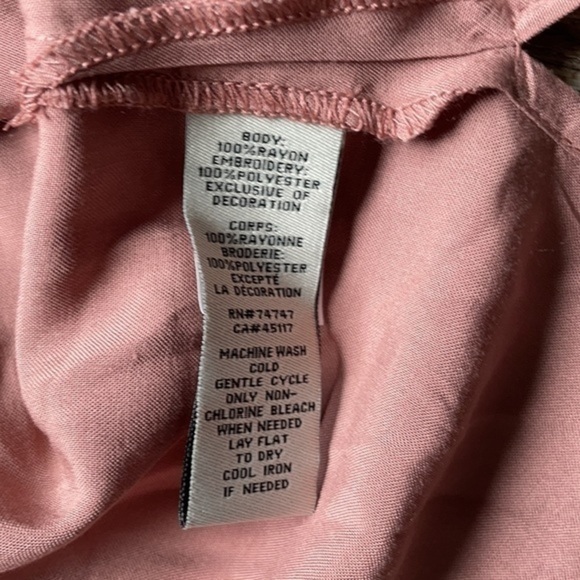 BODY:
100%RAYON
EMBROIDERY:
100%POLYESTER
EXCLUSIVE OF
DECORATION
CORPS:
100%RAYONNE
BRODERIE:
100%POLYESTER
EXCEPTÉ
LA DÉCORATION
RN#74747
CA#45117
MACHINE WASH
COLD
GENTLE CYCLE
ONLY NON-
CHLORINE BLEACH
WHEN NEEDED
LAY FLAT
TO DRY
COOL IRON
IF NEEDED